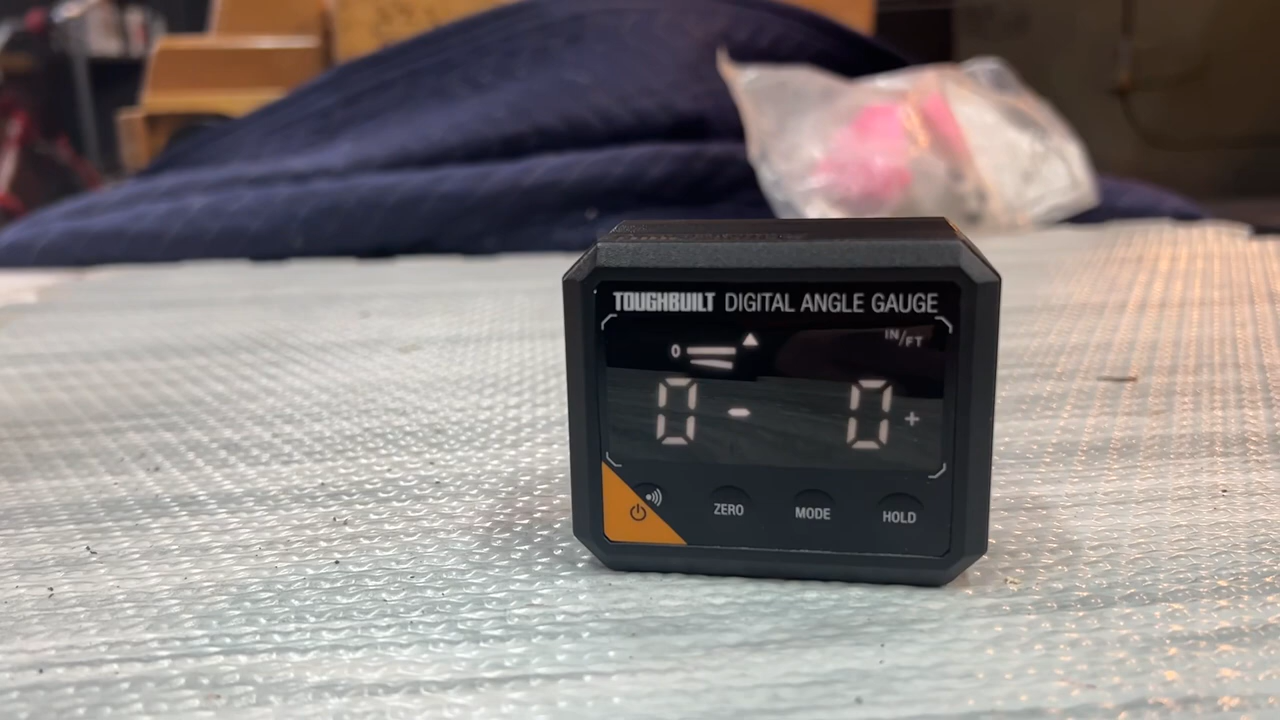 TOUGHBUILT DIGITAL ANGLE GAUGE
0
IN/FT
0 - 0 +
ZERO MODE HOLD